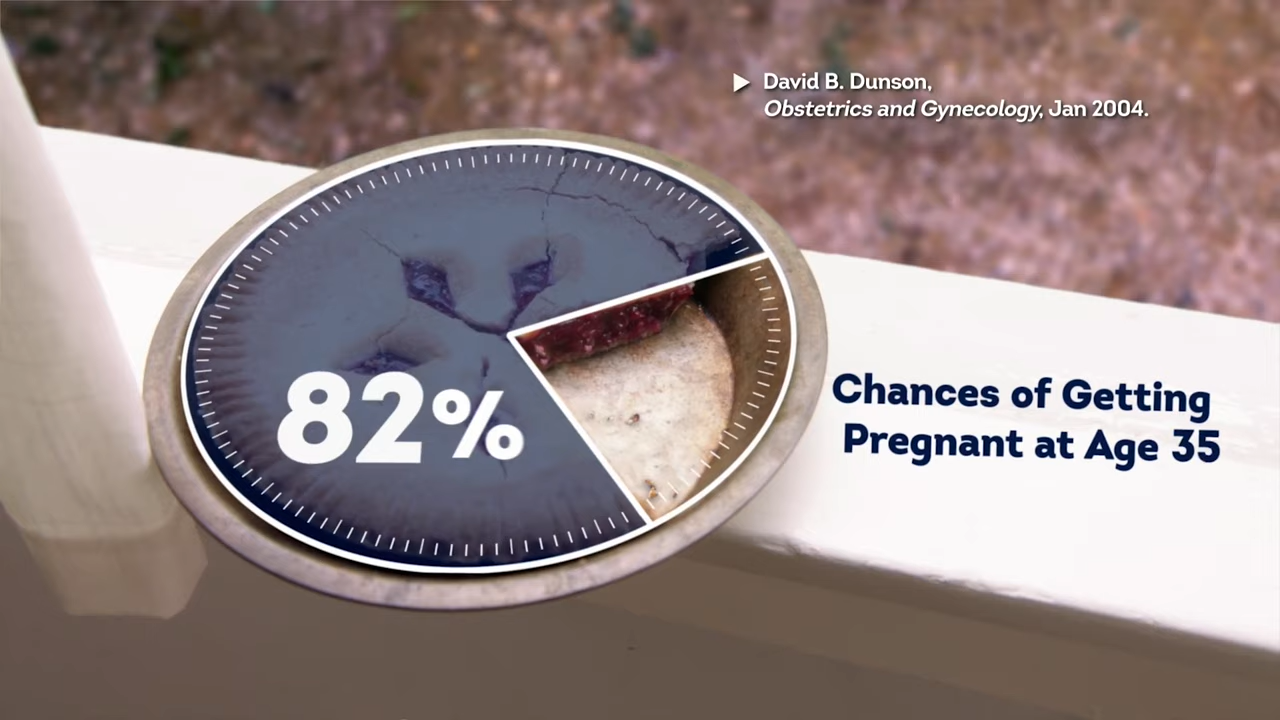 ▶ David B. Dunson,
Obstetrics and Gynecology, Jan 2004.
82%
Chances of Getting
Pregnant at Age 35